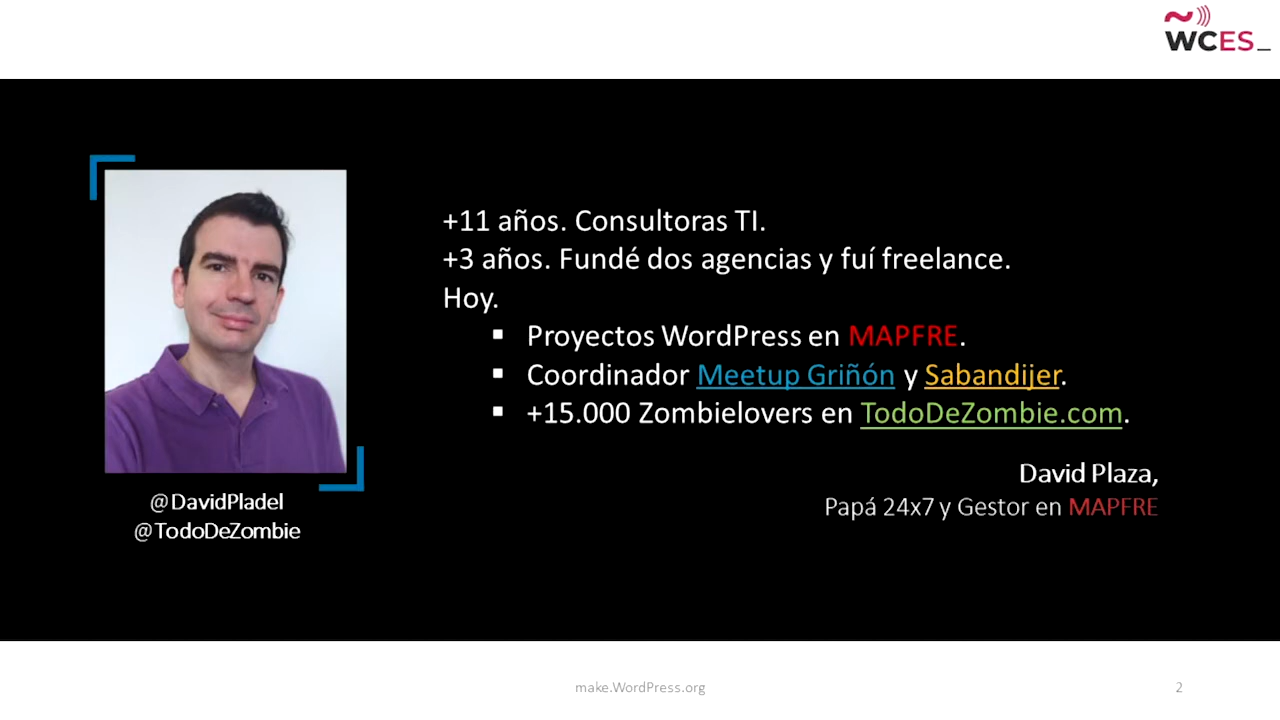 WCES_
+11 años. Consultoras TI.
+3 años. Fundé dos agencias y fuí freelance.
Hoy.
▪ Proyectos WordPress en MAPFRE.
▪ Coordinador Meetup Griñón y Sabandijer.
▪ +15.000 Zombielovers en TodoDeZombie.com.
David Plaza,
Papá 24x7 y Gestor en MAPFRE
@DavidPladel
@TodoDeZombie
make.WordPress.org
2